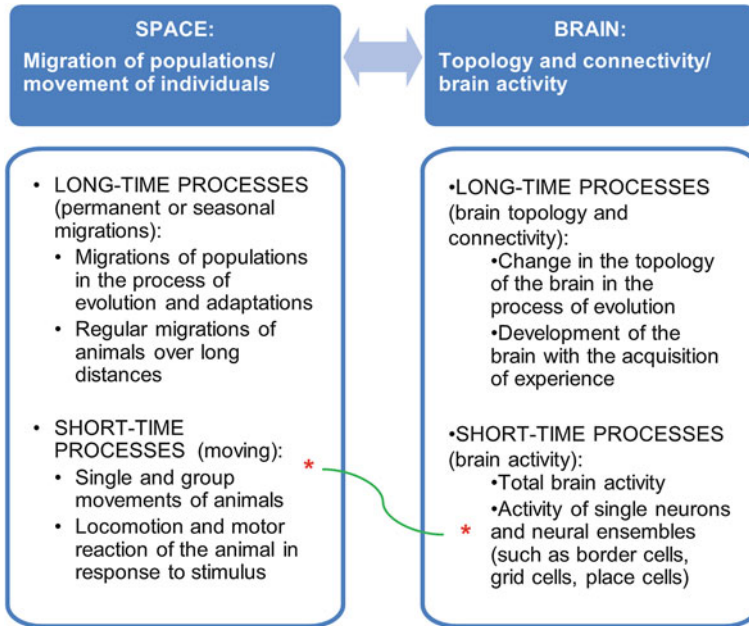 SPACE:
Migration of populations/
movement of individuals
BRAIN:
Topology and connectivity/
brain activity
• LONG-TIME PROCESSES
(permanent or seasonal
migrations):
• Migrations of populations
in the process of
evolution and adaptations
• Regular migrations of
animals over long
distances
• SHORT-TIME
PROCESSES (moving):
• Single and group
movements of animals
• Locomotion and motor
reaction of the animal in
response to stimulus
*
•LONG-TIME PROCESSES
(brain topology and
connectivity):
•Change in the topology
of the brain in the
process of evolution
•Development of the
brain with the acquisition
of experience
•SHORT-TIME PROCESSES
(brain activity):
•Total brain activity
•Activity of single neurons
* and neural ensembles
(such as border cells,
grid cells, place cells)